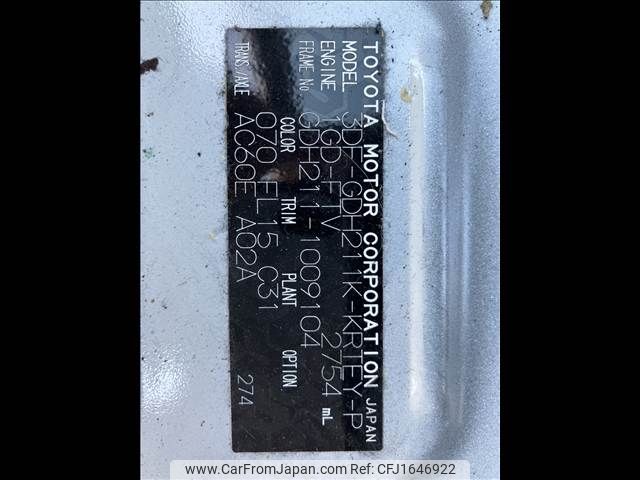 TOYOTA MOTOR CORPORATION JAPAN
MODEL 3DF-GDH211K-KRTEY-P
ENGINE 1GD-FTV 2754 mL
FRAME No. GDH211-1009104
COLOR TRIM PLANT OPTION
070 EL15 C31
TRANS/AXLE AC60E A02A 274
www.CarFromJapan.com | Ref No: CFJ1646922